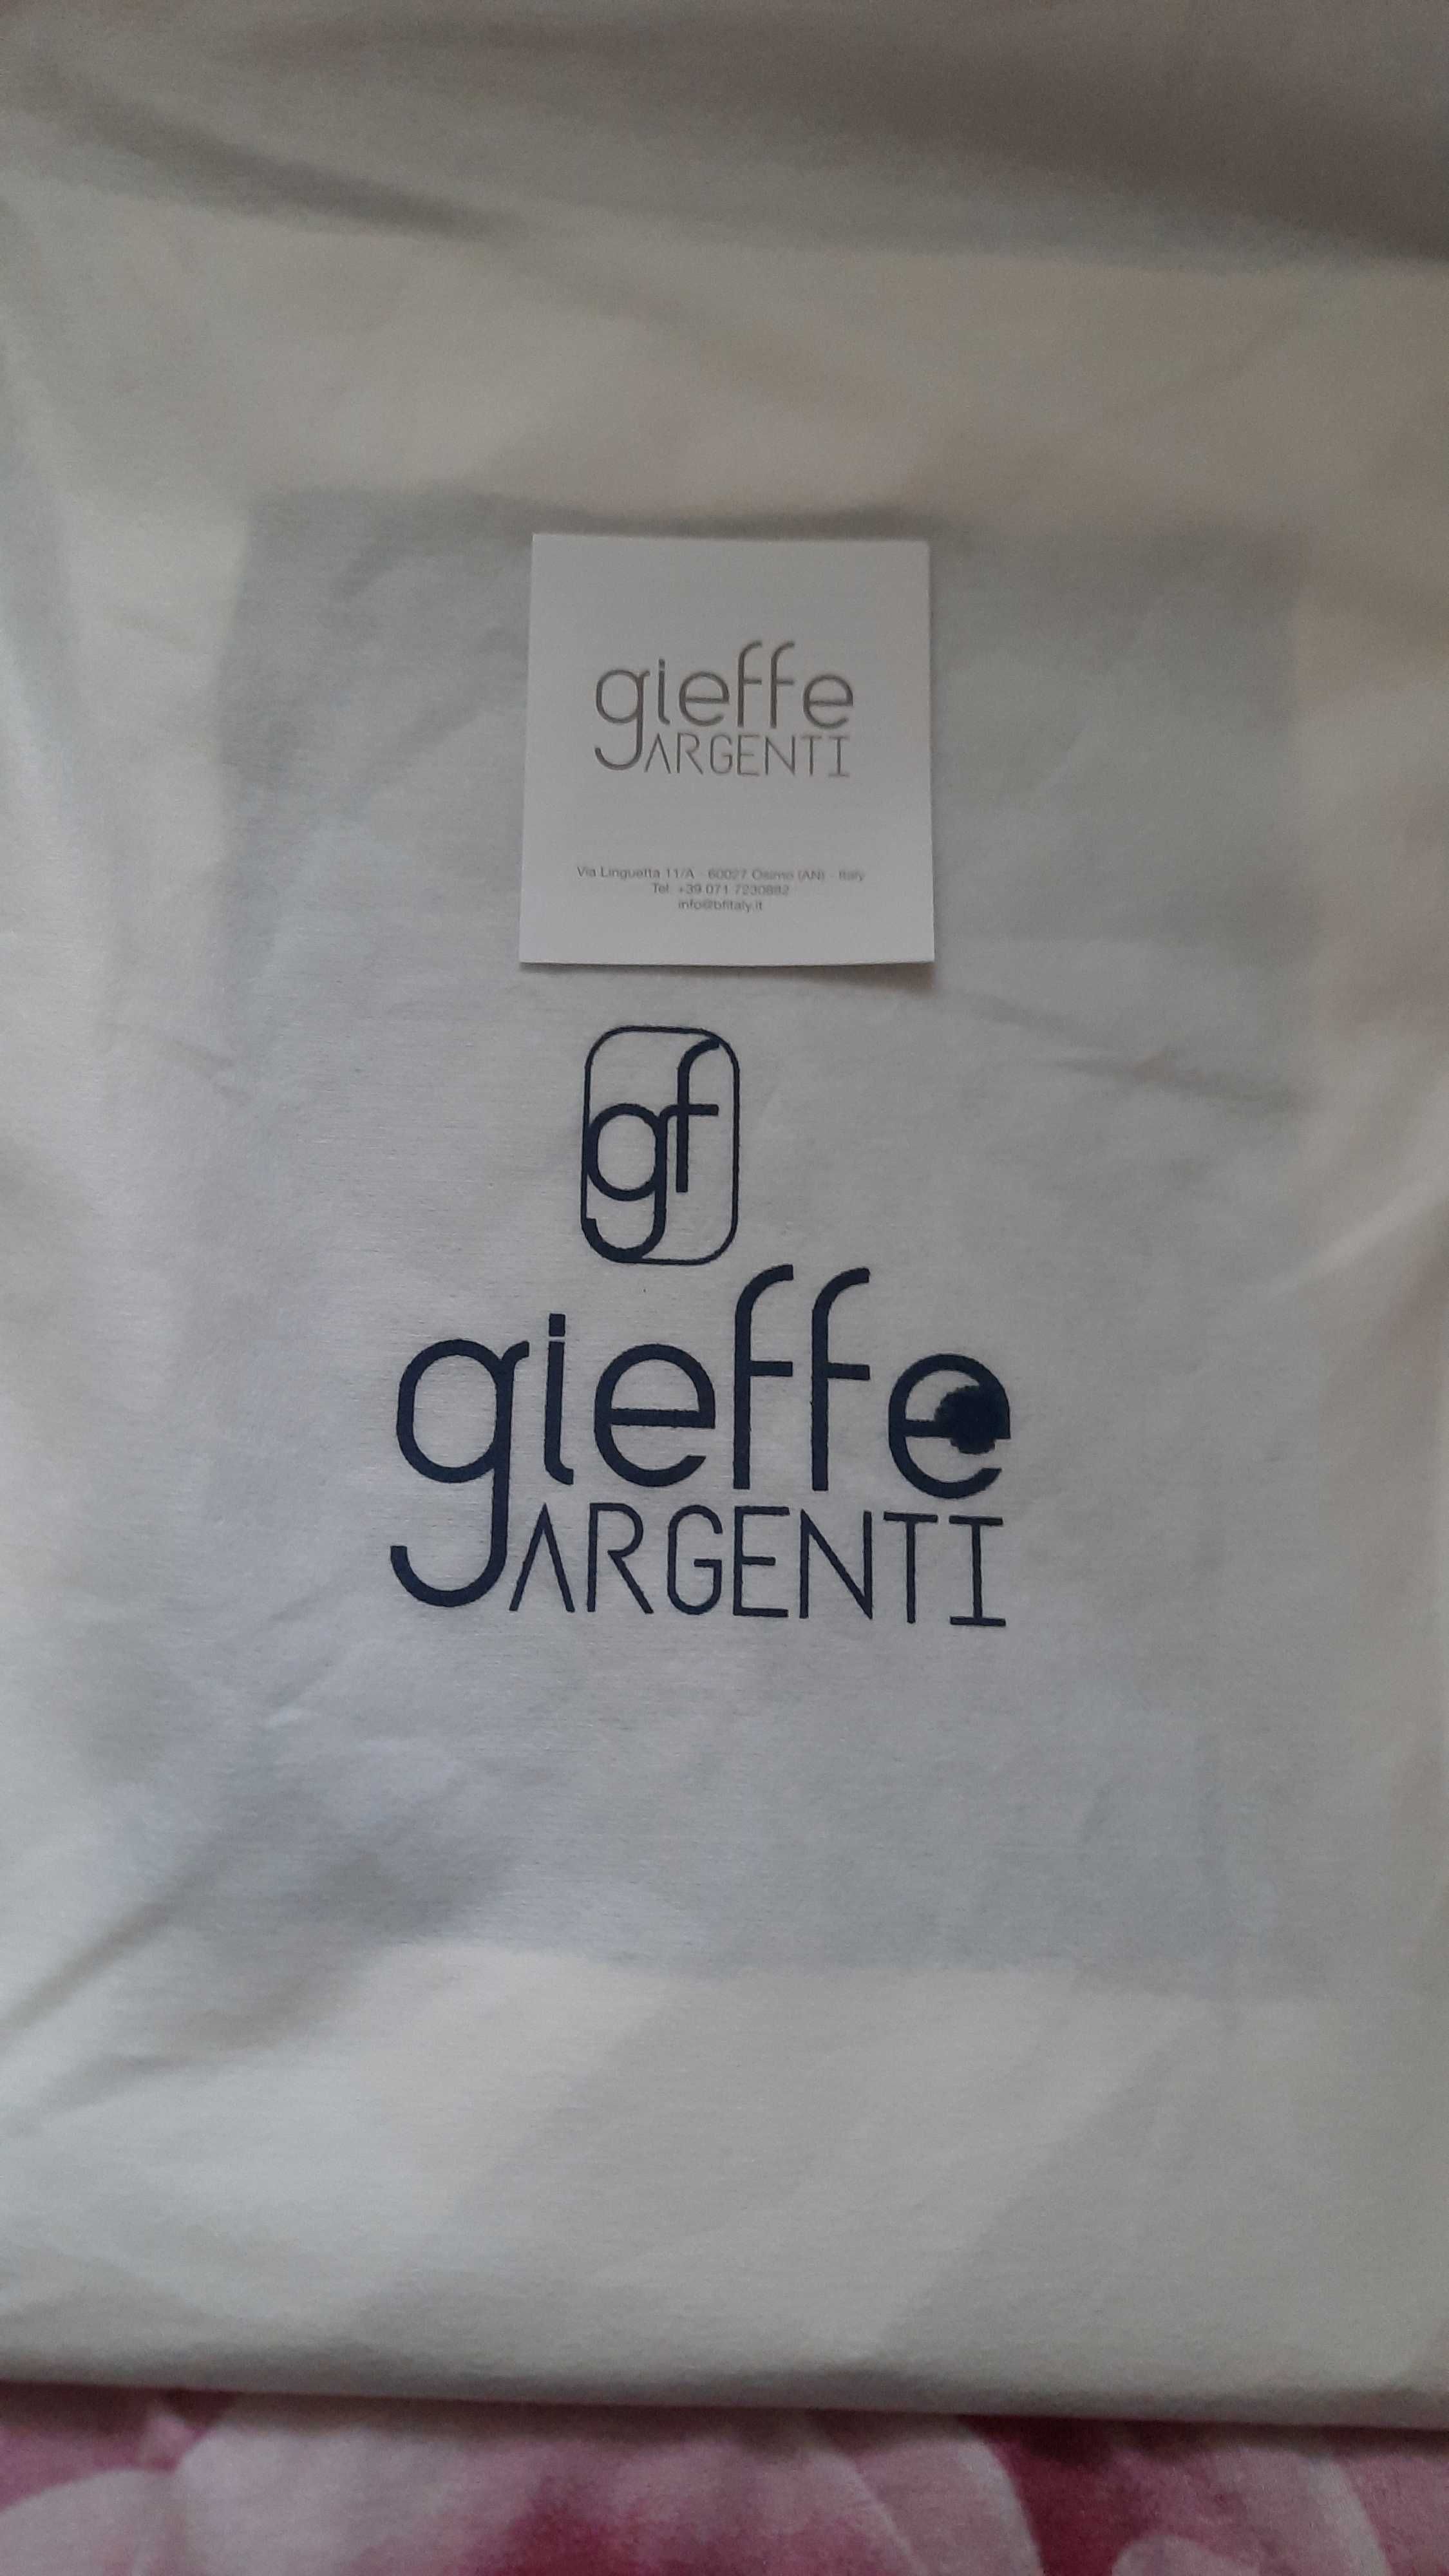 gieffe
ARGENTI
Via Linguetta 11/A - 60027 Osimo (AN) - Italy
Tel. +39 071 7230882
info@bfitaly.it
gf
gieffe
ARGENTI